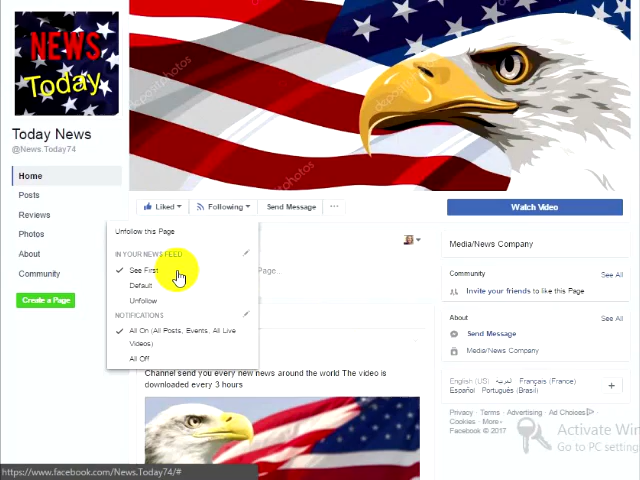 NEWS
Today
depositphotos
depositphotos
depositphotos
Today News
@News.Today74
Home
Posts
Reviews
Photos
About
Community
Create a Page
Liked
Following
Send Message
...
Watch Video
Unfollow this Page
IN YOUR NEWS FEED
See First
Default
Unfollow
NOTIFICATIONS
All On (All Posts, Events, All Live
Videos)
All Off
Page..
Channel send you every new news around the world The video is
downloaded every 3 hours
Media/News Company
Community
See All
Invite your friends to like this Page
About
See All
Send Message
Media/News Company
English (US) · العربية · Français (France) ·
Español · Português (Brasil)
+
Privacy · Terms · Advertising · Ad Choices
Cookies · More
Facebook © 2017
Activate Win
Go to PC setting
https://www.facebook.com/News.Today74/#